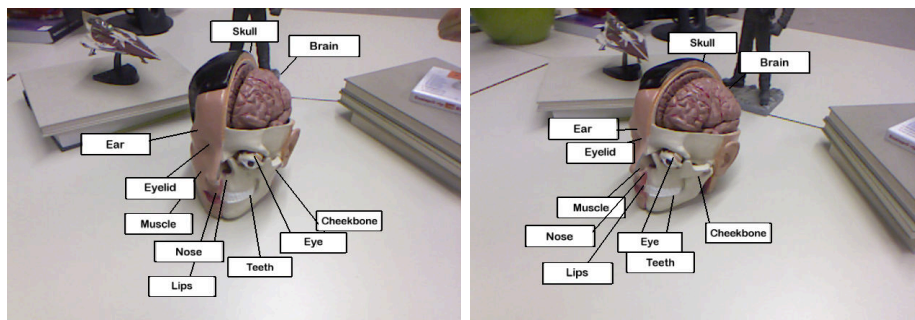 Skull
Brain
Ear
Eyelid
Muscle
Cheekbone
Nose
Eye
Teeth
Lips
Skull
Brain
Ear
Eyelid
Muscle
Nose
Cheekbone
Eye
Teeth
Lips